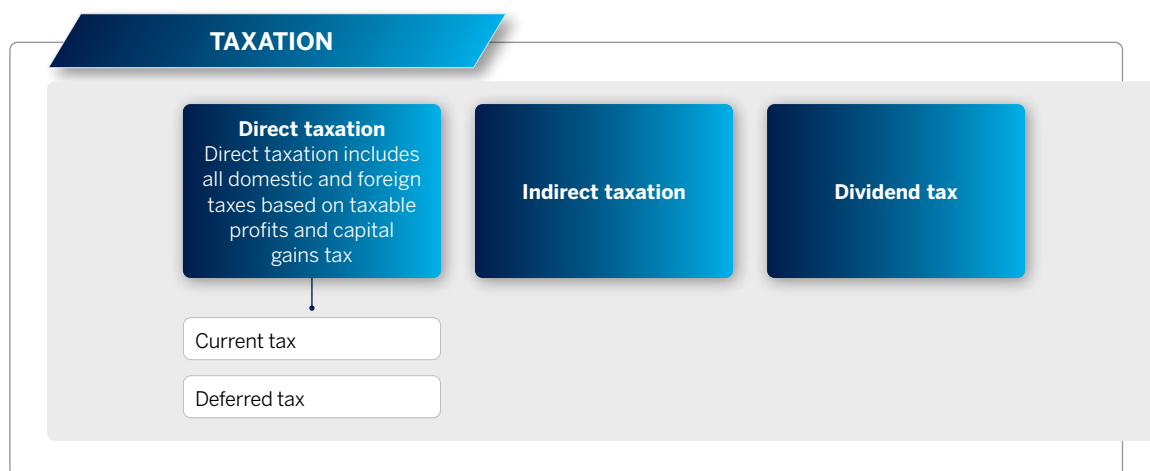 TAXATION
Direct taxation
Direct taxation includes
all domestic and foreign
taxes based on taxable
profits and capital
gains tax
Indirect taxation
Dividend tax
Current tax
Deferred tax